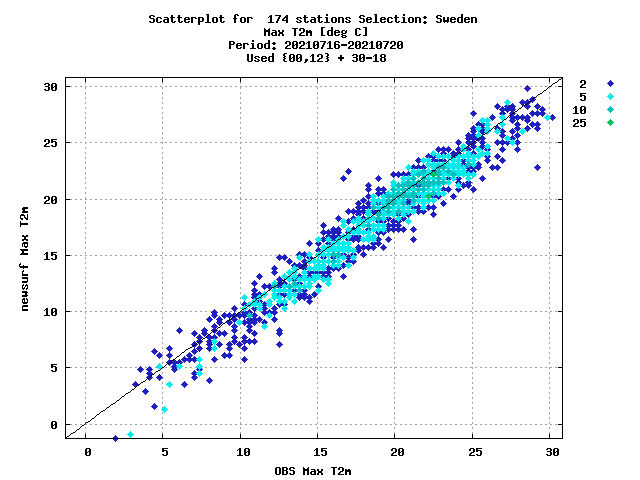 Scatterplot for  174 stations Selection: Sweden
Max T2m [deg C]
Period: 20210716-20210720
Used {00,12} + 30-18
2
5
10
25
30
25
20
15
10
5
0
newsurf Max T2m
0 5 10 15 20 25 30
OBS Max T2m